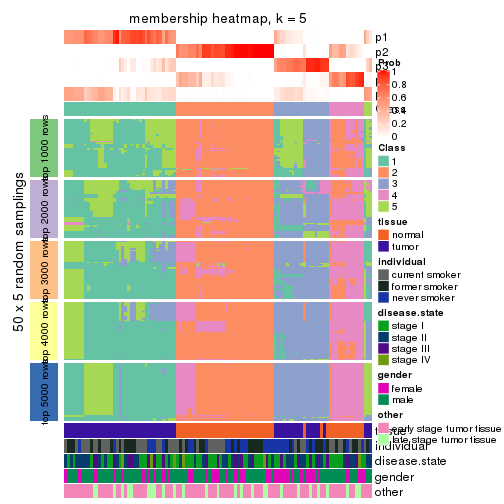 membership heatmap, k = 5
p1
p2
p3
Prob
1
0.8
0.6
0.4
0.2
0
Class
1
2
3
4
5
tissue
normal
tumor
individual
current smoker
former smoker
never smoker
disease.state
stage I
stage II
stage III
stage IV
gender
female
male
other
early stage tumor tissue
late stage tumor tissue
50 x 5 random samplings
top 1000 rows
top 2000 rows
top 3000 rows
top 4000 rows
top 5000 rows
individual
disease.state
gender
other